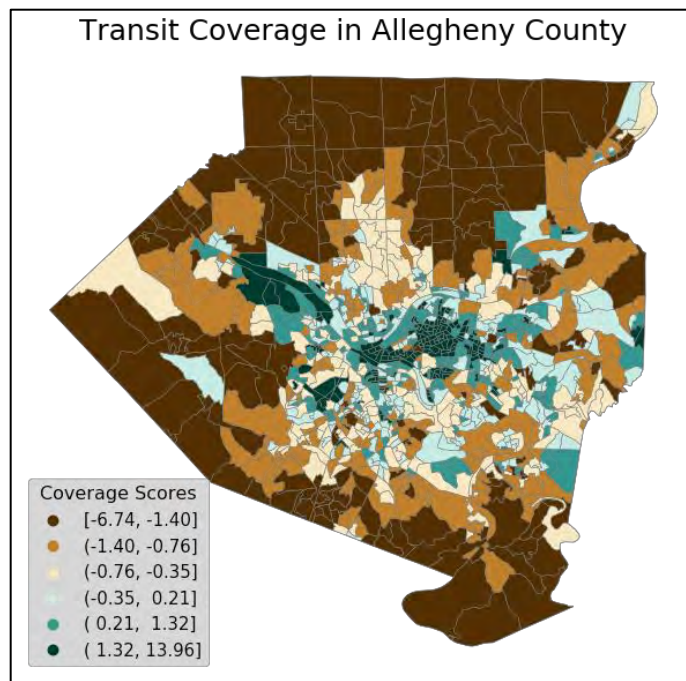 Transit Coverage in Allegheny County
Coverage Scores
[-6.74, -1.40]
(-1.40, -0.76]
(-0.76, -0.35]
(-0.35, 0.21]
( 0.21, 1.32]
( 1.32, 13.96]